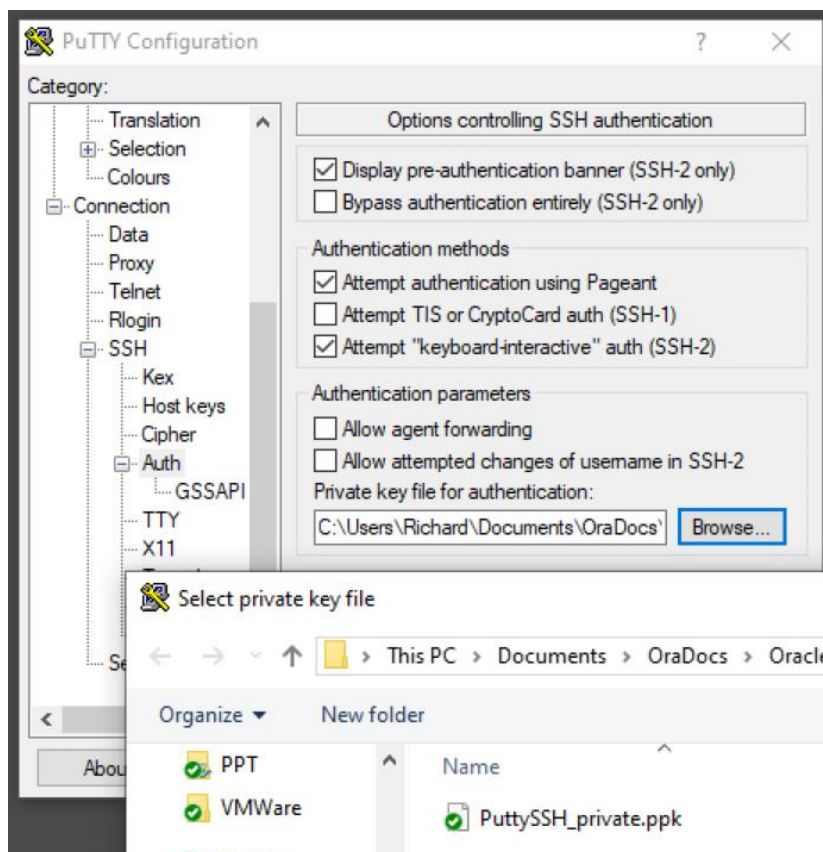 PuTTY Configuration
Category:
Translation
Selection
Colours
Connection
Data
Proxy
Telnet
Rlogin
SSH
Kex
Host keys
Cipher
Auth
GSSAPI
TTY
X11
Se
Abou
Options controlling SSH authentication
Display pre-authentication banner (SSH-2 only)
Bypass authentication entirely (SSH-2 only)
Authentication methods
Attempt authentication using Pageant
Attempt TIS or CryptoCard auth (SSH-1)
Attempt "keyboard-interactive" auth (SSH-2)
Authentication parameters
Allow agent forwarding
Allow attempted changes of username in SSH-2
Private key file for authentication:
C:\Users\Richard\Documents\OraDocs\ Browse...
Select private key file
This PC > Documents > OraDocs > Oracle
Organize New folder
PPT
VMWare
Name
PuttySSH_private.ppk